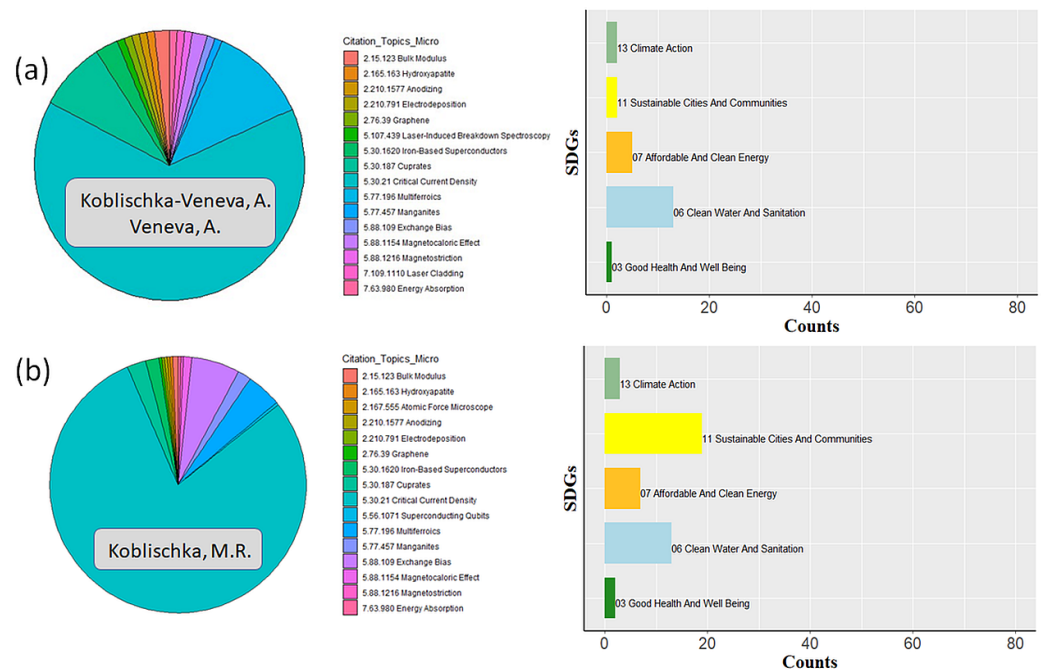 (a)
Koblischka-Veneva, A.
Veneva, A.
Citation_Topics_Micro
2.15.123 Bulk Modulus
2.165.163 Hydroxyapatite
2.210.1577 Anodizing
2.210.791 Electrodeposition
2.76.39 Graphene
5.107.439 Laser-Induced Breakdown Spectroscopy
5.30.1620 Iron-Based Superconductors
5.30.187 Cuprates
5.30.21 Critical Current Density
5.77.196 Multiferroics
5.77.457 Manganites
5.88.109 Exchange Bias
5.88.1154 Magnetocaloric Effect
5.88.1216 Magnetostriction
7.109.1110 Laser Cladding
7.63.980 Energy Absorption
SDGs
13 Climate Action
11 Sustainable Cities And Communities
07 Affordable And Clean Energy
06 Clean Water And Sanitation
03 Good Health And Well Being
0 20 40 60 80
Counts
(b)
Koblischka, M.R.
Citation_Topics_Micro
2.15.123 Bulk Modulus
2.165.163 Hydroxyapatite
2.167.555 Atomic Force Microscope
2.210.1577 Anodizing
2.210.791 Electrodeposition
2.76.39 Graphene
5.30.1620 Iron-Based Superconductors
5.30.187 Cuprates
5.30.21 Critical Current Density
5.56.1071 Superconducting Qubits
5.77.196 Multiferroics
5.77.457 Manganites
5.88.109 Exchange Bias
5.88.1154 Magnetocaloric Effect
5.88.1216 Magnetostriction
7.63.980 Energy Absorption
SDGs
13 Climate Action
11 Sustainable Cities And Communities
07 Affordable And Clean Energy
06 Clean Water And Sanitation
03 Good Health And Well Being
0 20 40 60 80
Counts